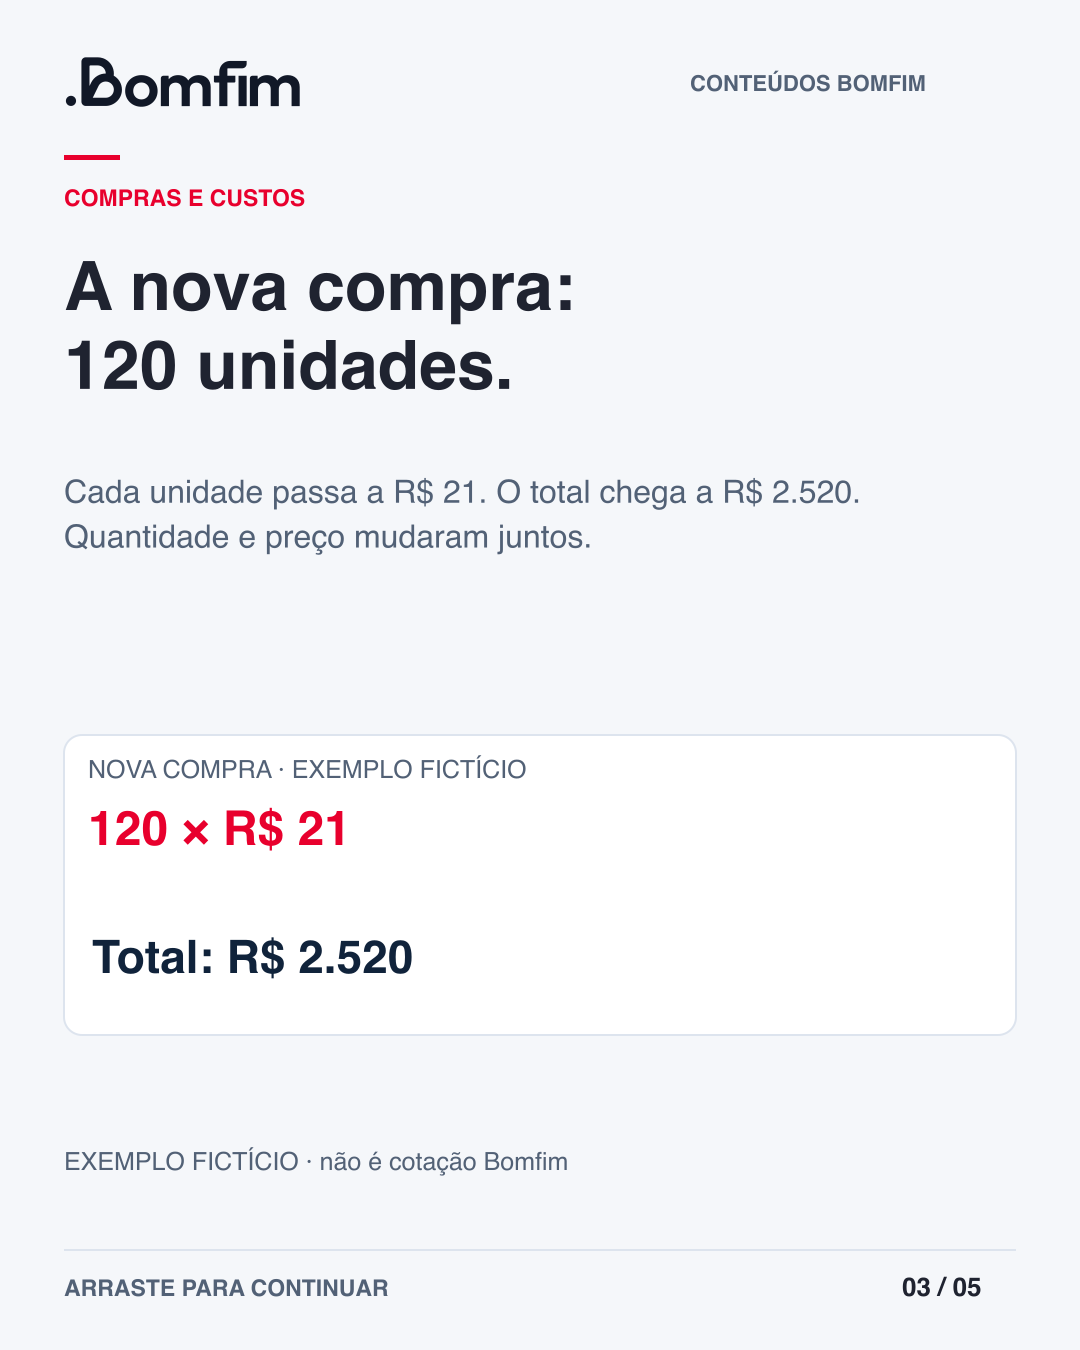 .Bomfim
CONTEÚDOS BOMFIM
COMPRAS E CUSTOS
A nova compra:
120 unidades.
Cada unidade passa a R$ 21. O total chega a R$ 2.520.
Quantidade e preço mudaram juntos.
NOVA COMPRA · EXEMPLO FICTÍCIO
120 × R$ 21
Total: R$ 2.520
EXEMPLO FICTÍCIO · não é cotação Bomfim
ARRASTE PARA CONTINUAR
03 / 05